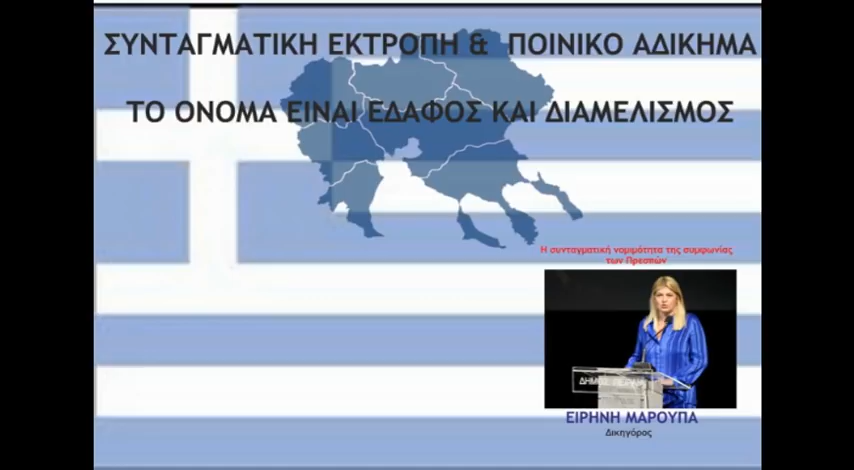 ΣΥΝΤΑΓΜΑΤΙΚΗ ΕΚΤΡΟΠΗ & ΠΟΙΝΙΚΟ ΑΔΙΚΗΜΑ
ΤΟ ΟΝΟΜΑ ΕΙΝΑΙ ΕΔΑΦΟΣ ΚΑΙ ΔΙΑΜΕΛΙΣΜΟΣ
Η συνταγματική νομιμότητα της συμφωνίας
των Πρεσπών
ΔΗΜΟΣ
ΕΙΡΗΝΗ ΜΑΡΟΥΠΑ
Δικηγόρος